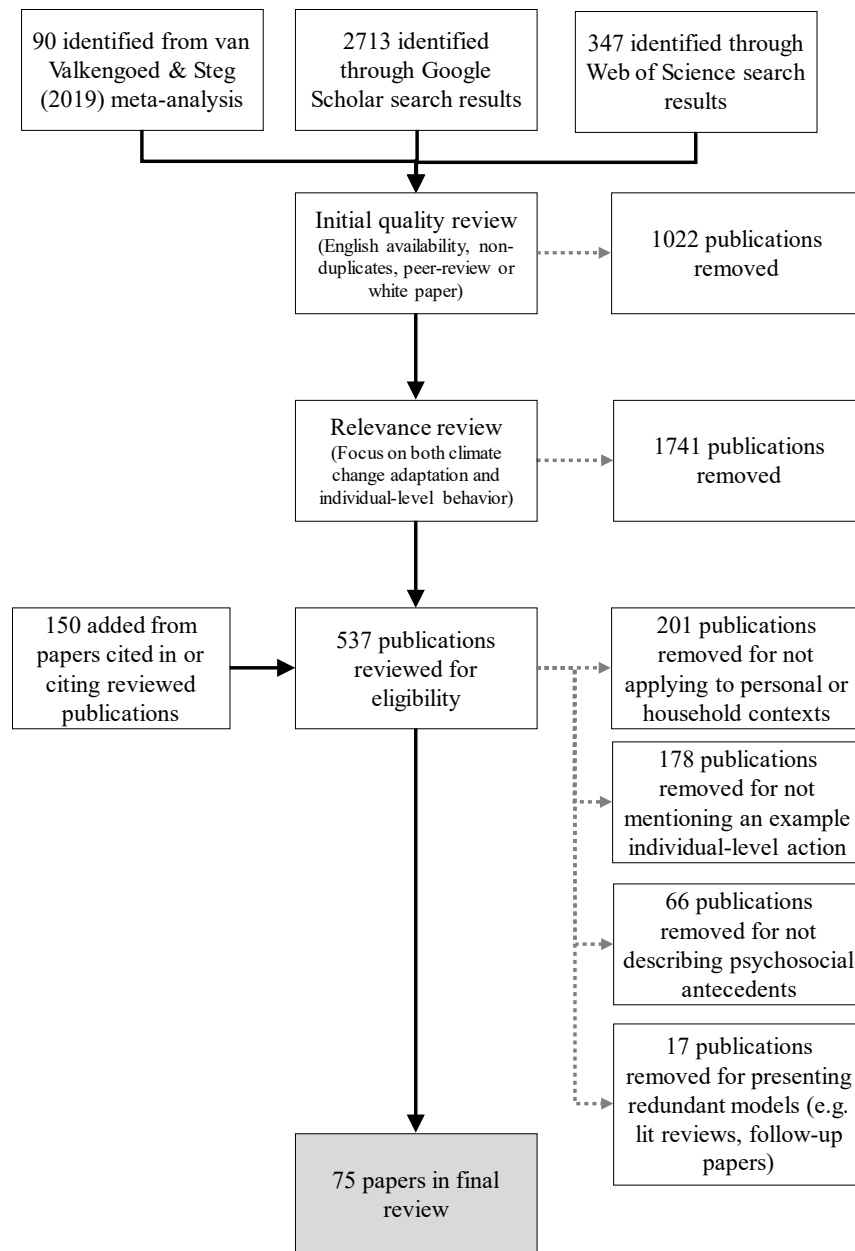 90 identified from van
Valkengoed & Steg
(2019) meta-analysis
2713 identified
through Google
Scholar search results
347 identified through
Web of Science search
results
Initial quality review
(English availability, non-
duplicates, peer-review or
white paper)
1022 publications
removed
Relevance review
(Focus on both climate
change adaptation and
individual-level behavior)
1741 publications
removed
150 added from
papers cited in or
citing reviewed
publications
537 publications
reviewed for
eligibility
201 publications
removed for not
applying to personal or
household contexts
178 publications
removed for not
mentioning an example
individual-level action
66 publications
removed for not
describing psychosocial
antecedents
17 publications
removed for presenting
redundant models (e.g.
lit reviews, follow-up
papers)
75 papers in final
review